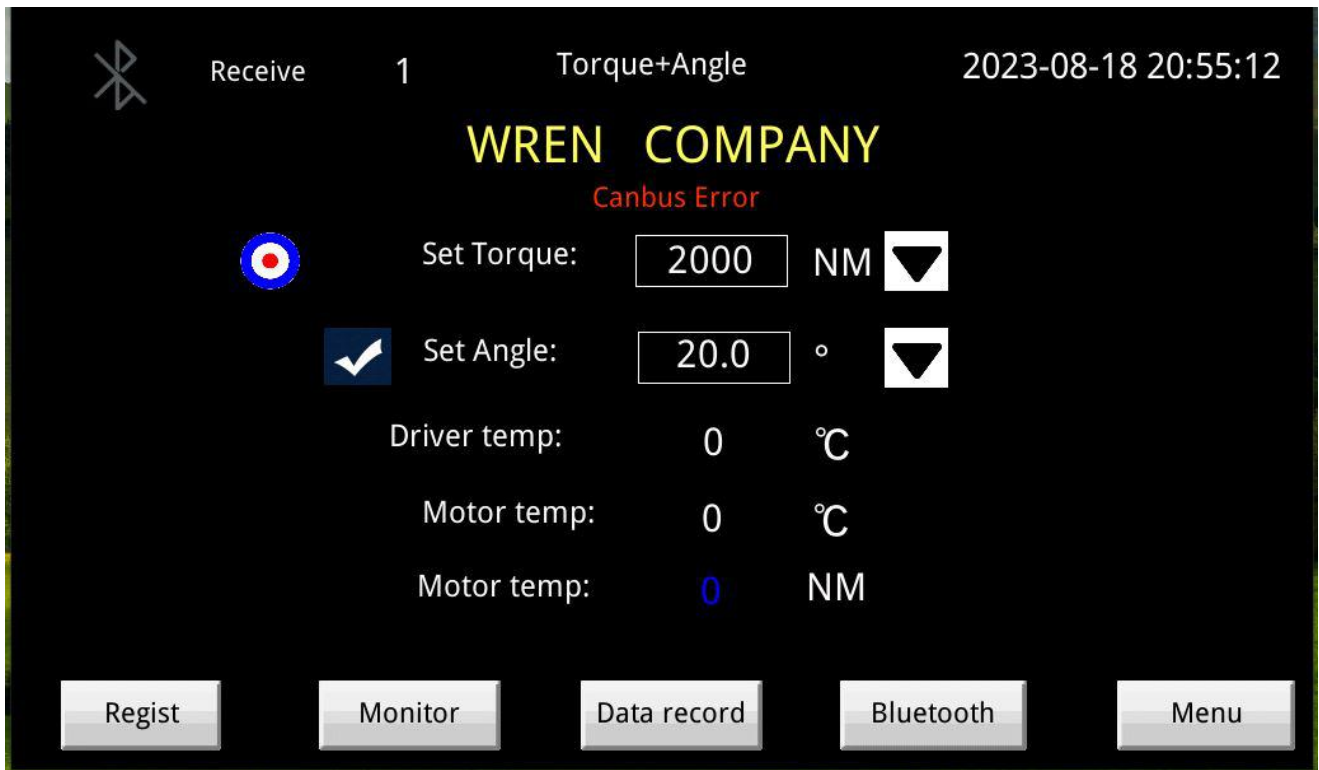 Receive 1 Torque+Angle 2023-08-18 20:55:12
WREN COMPANY
Canbus Error
Set Torque: 2000 NM
Set Angle: 20.0 °
Driver temp: 0 ℃
Motor temp: 0 ℃
Motor temp: 0 NM
Regist Monitor Data record Bluetooth Menu